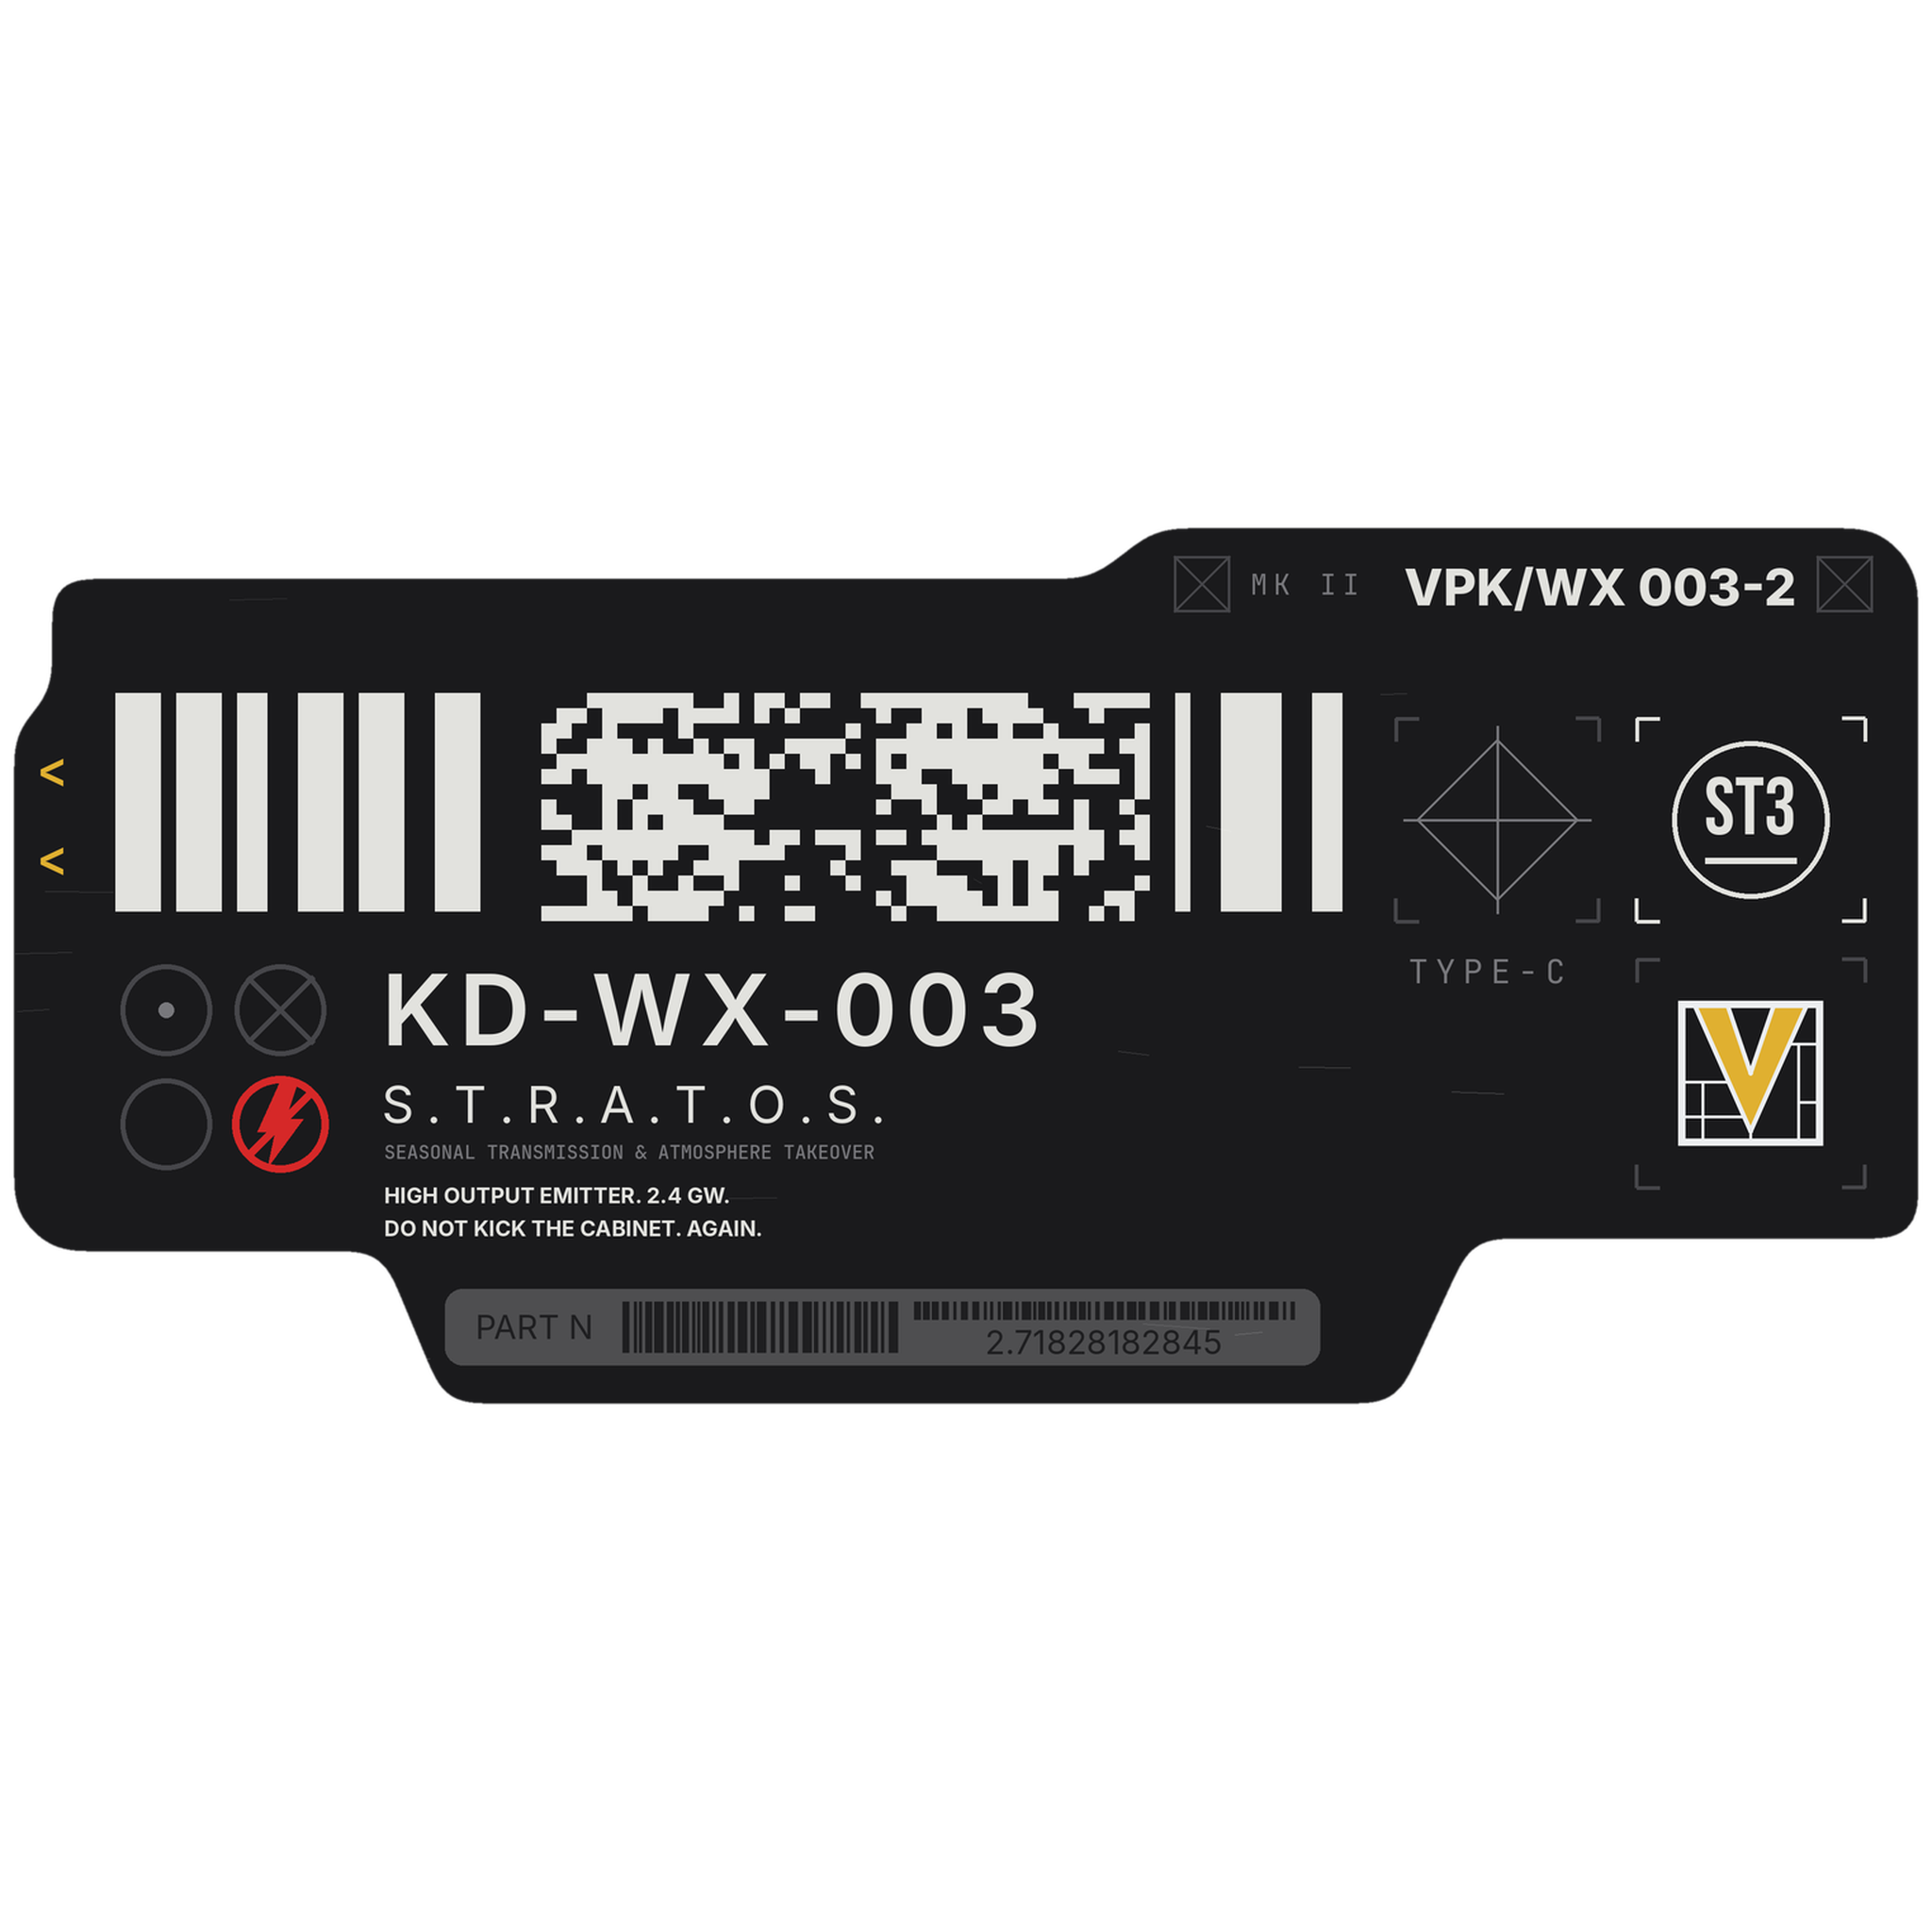 MK II VPK/WX 003-2
< 
<
ST3
TYPE-C
KD-WX-003
V
S.T.R.A.T.O.S.
SEASONAL TRANSMISSION & ATMOSPHERE TAKEOVER
HIGH OUTPUT EMITTER. 2.4 GW.
DO NOT KICK THE CABINET. AGAIN.
PART N
2.71828182845